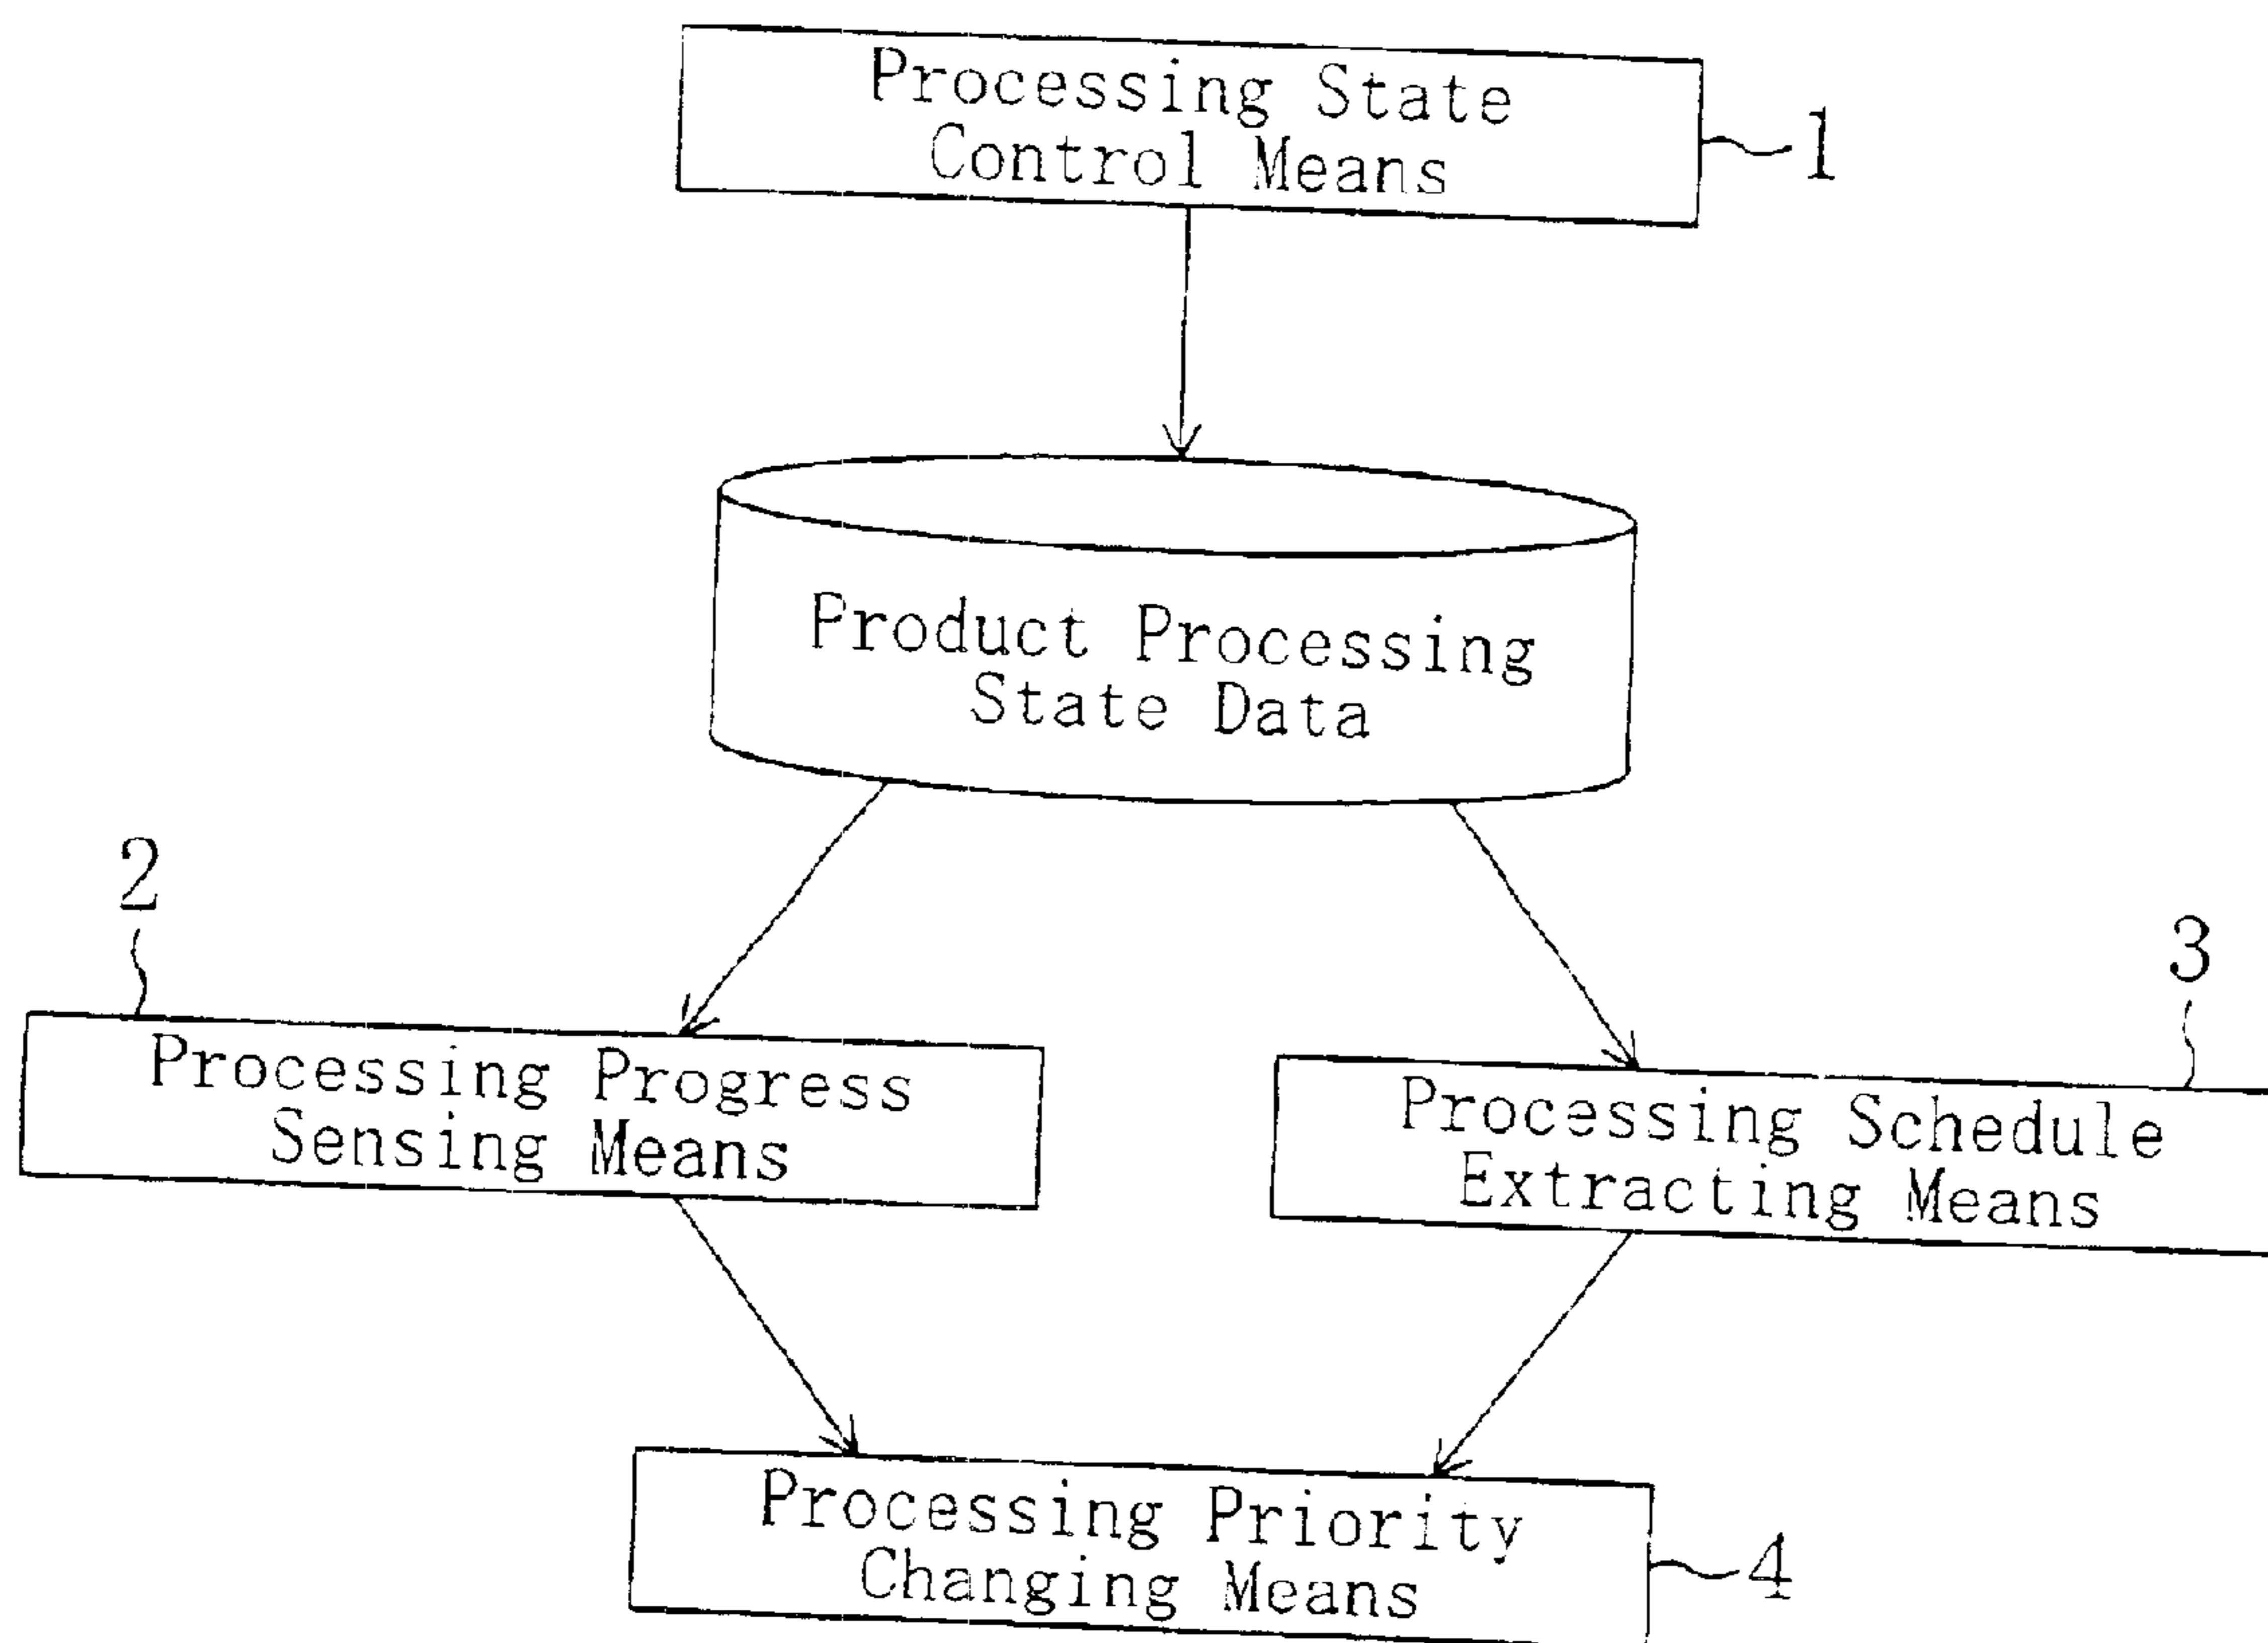 Processing State
Control Means
1
Product Processing
State Data
2
3
Processing Progress
Sensing Means
Processing Schedule
Extracting Means
Processing Priority
Changing Means
4